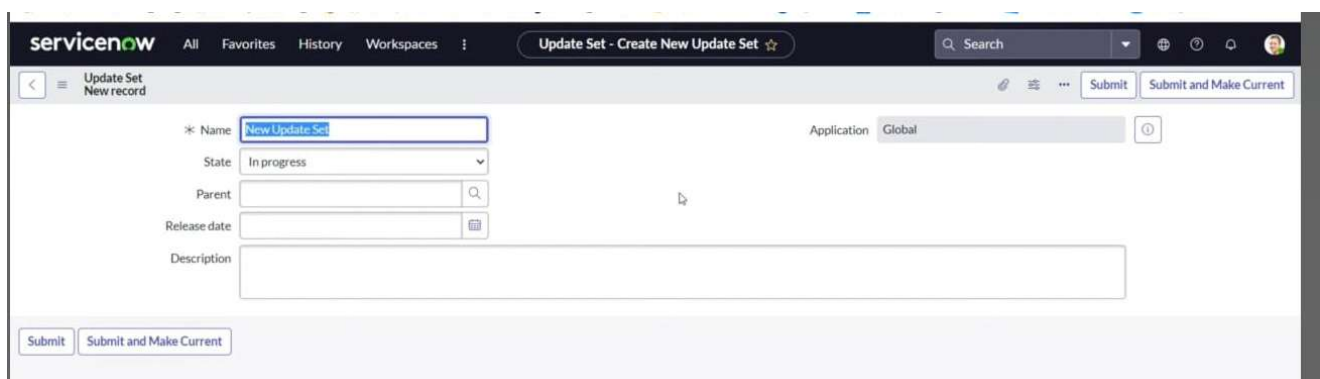 servicenow All Favorites History Workspaces Update Set - Create New Update Set Search
Update Set
New record
Submit Submit and Make Current
* Name New Update Set Application Global
State In progress
Parent
Release date
Description
Submit Submit and Make Current